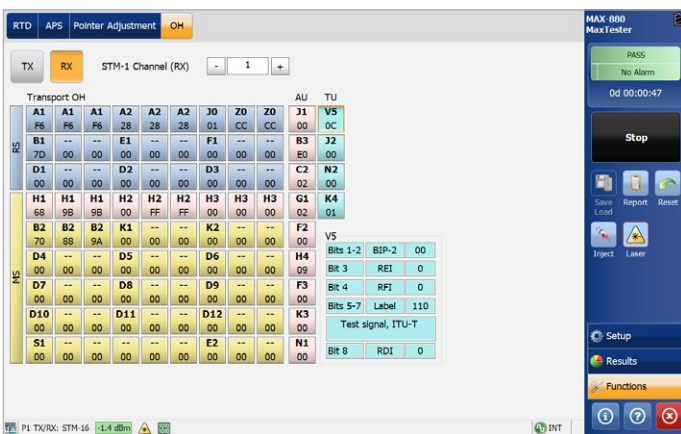 RTD APS Pointer Adjustment OH
TX RX STM-1 Channel (RX) - 1 +
Transport OH AU TU
A1 A1 A1 A2 A2 A2 J0 Z0 Z0 J1 V5
F6 F6 F6 28 28 28 01 CC CC 00 0C
RS
B1 -- -- E1 -- -- F1 -- -- B3 J2
7D 00 00 00 00 00 00 00 00 E0 00
D1 -- -- D2 -- -- D3 -- -- C2 N2
00 00 00 00 00 00 00 00 00 02 00
H1 H1 H1 H2 H2 H2 H3 H3 H3 G1 K4
68 9B 9B 00 FF FF 00 00 00 02 01
B2 B2 B2 K1 -- -- K2 -- -- F2
70 88 9A 00 00 00 00 00 00 00
MS
D4 -- -- D5 -- -- D6 -- -- H4
00 00 00 00 00 00 00 00 00 09
D7 -- -- D8 -- -- D9 -- -- F3
00 00 00 00 00 00 00 00 00 00
D10 -- -- D11 -- -- D12 -- -- K3
00 00 00 00 00 00 00 00 00 00
S1 -- -- -- -- -- E2 -- -- N1
00 00 00 00 00 00 00 00 00 00
V5
Bits 1-2 BIP-2 00
Bit 3 REI 0
Bit 4 RFI 0
Bits 5-7 Label 110
Test signal, ITU-T
Bit 8 RDI 0
P1 TX/RX: STM-16 -1.4 dBm INT
MAX-880
MaxTester
PASS
No Alarm
0d 00:00:47
Stop
Save
Load
Report
Reset
Inject
Laser
Setup
Results
Functions